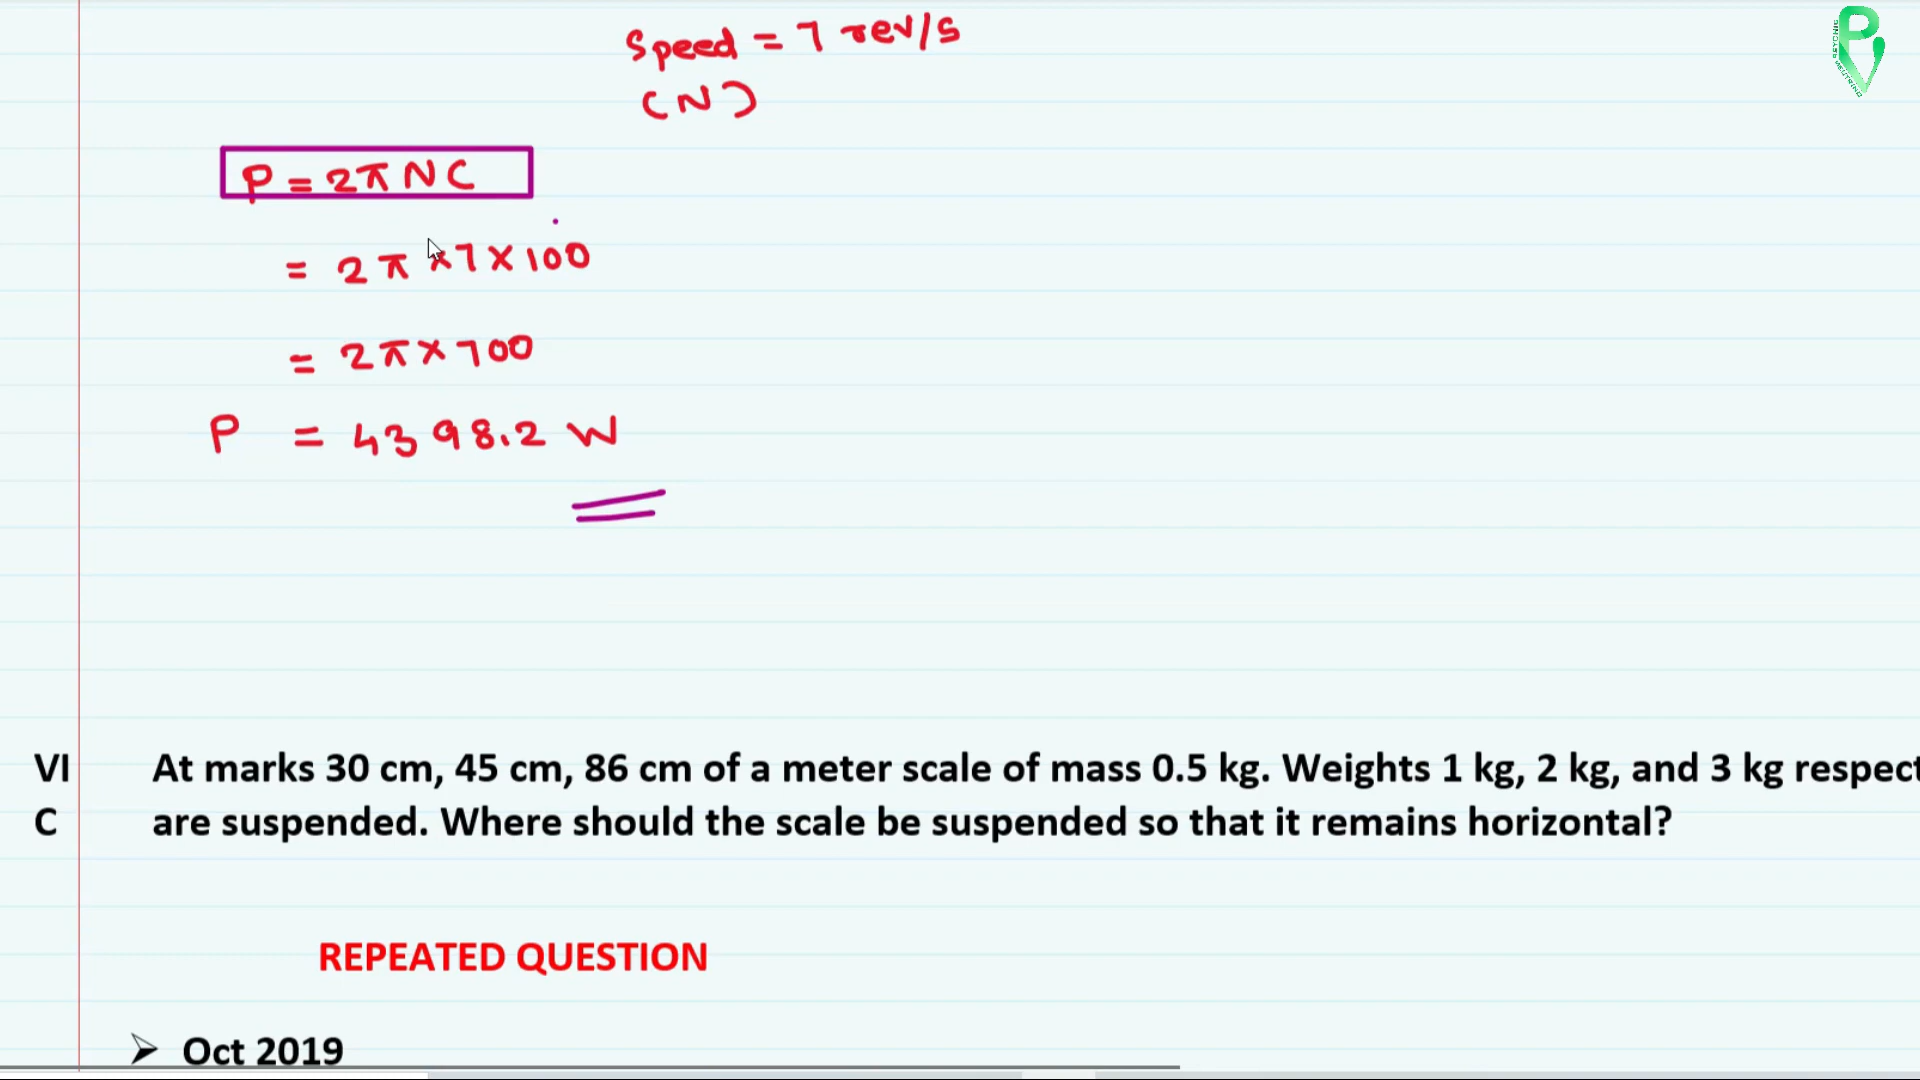 Speed = 7 rev/s
(N)
P = 2πNC
= 2π×7×100
= 2π×700
P = 4398.2 W
VI At marks 30 cm, 45 cm, 86 cm of a meter scale of mass 0.5 kg. Weights 1 kg, 2 kg, and 3 kg respect
C are suspended. Where should the scale be suspended so that it remains horizontal?
REPEATED QUESTION
➢ Oct 2019